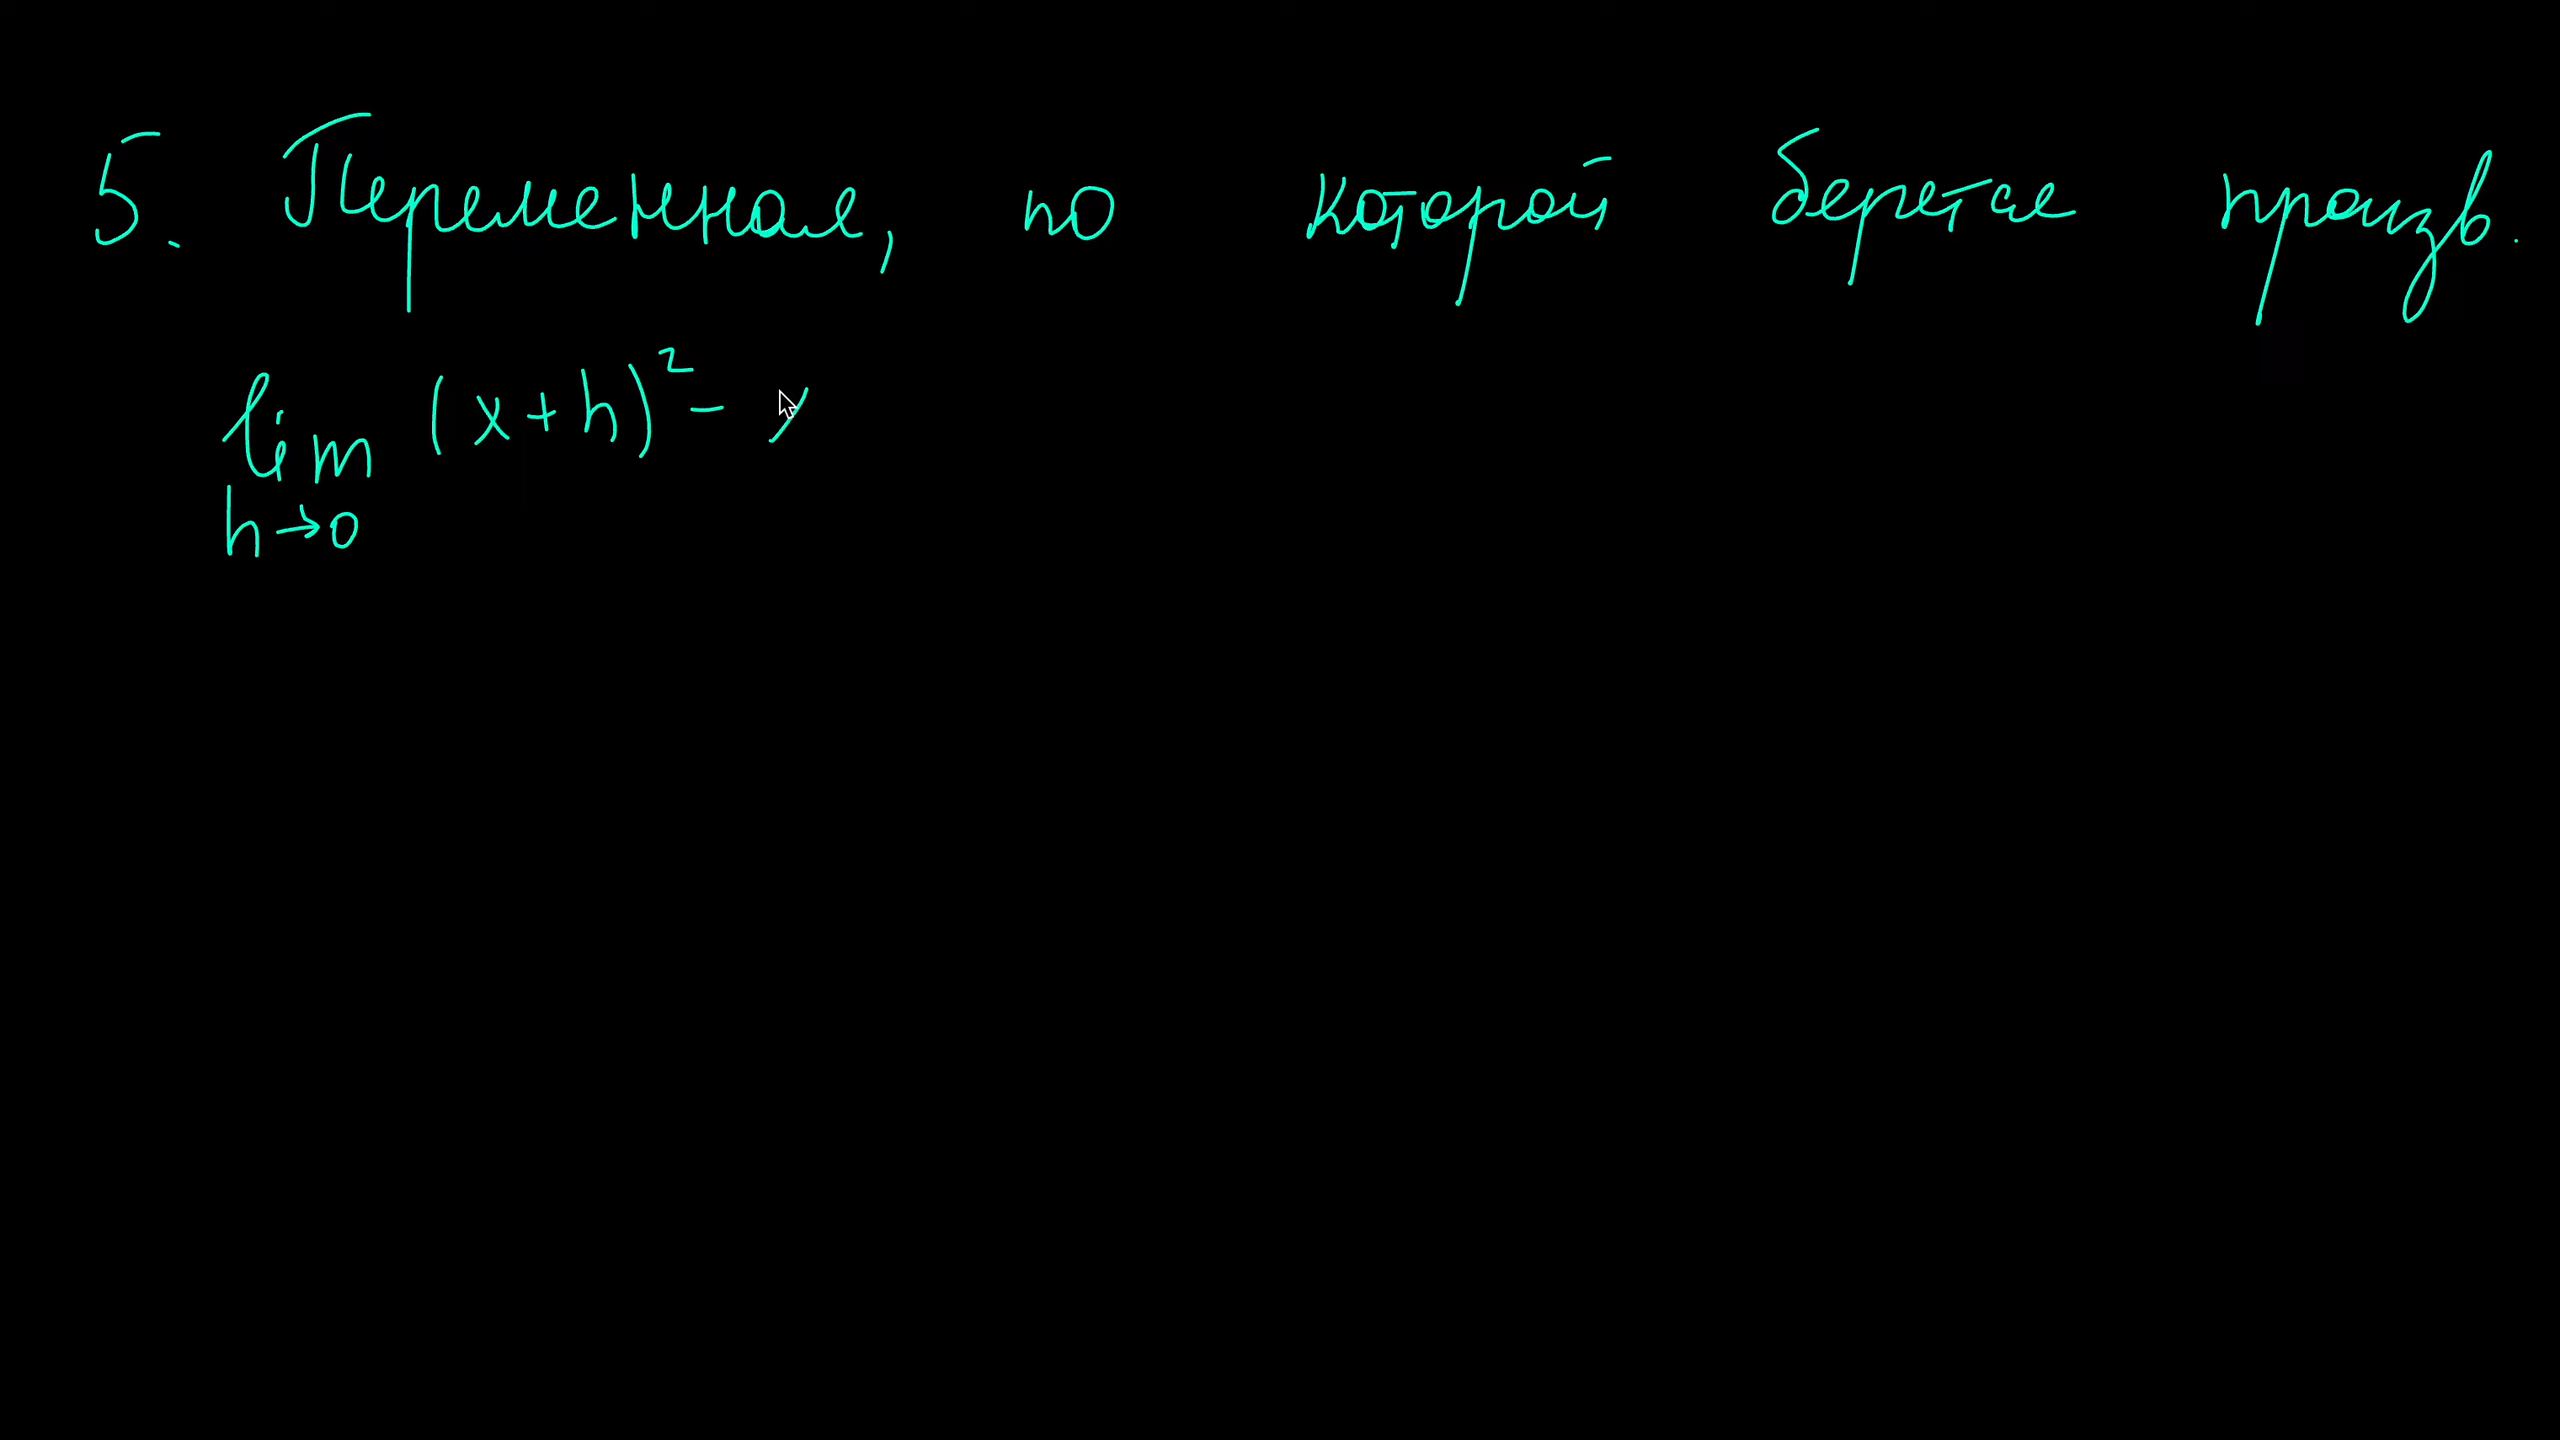 5. Переменная, по которой берется произв.
lim (x+h)² -
h→0